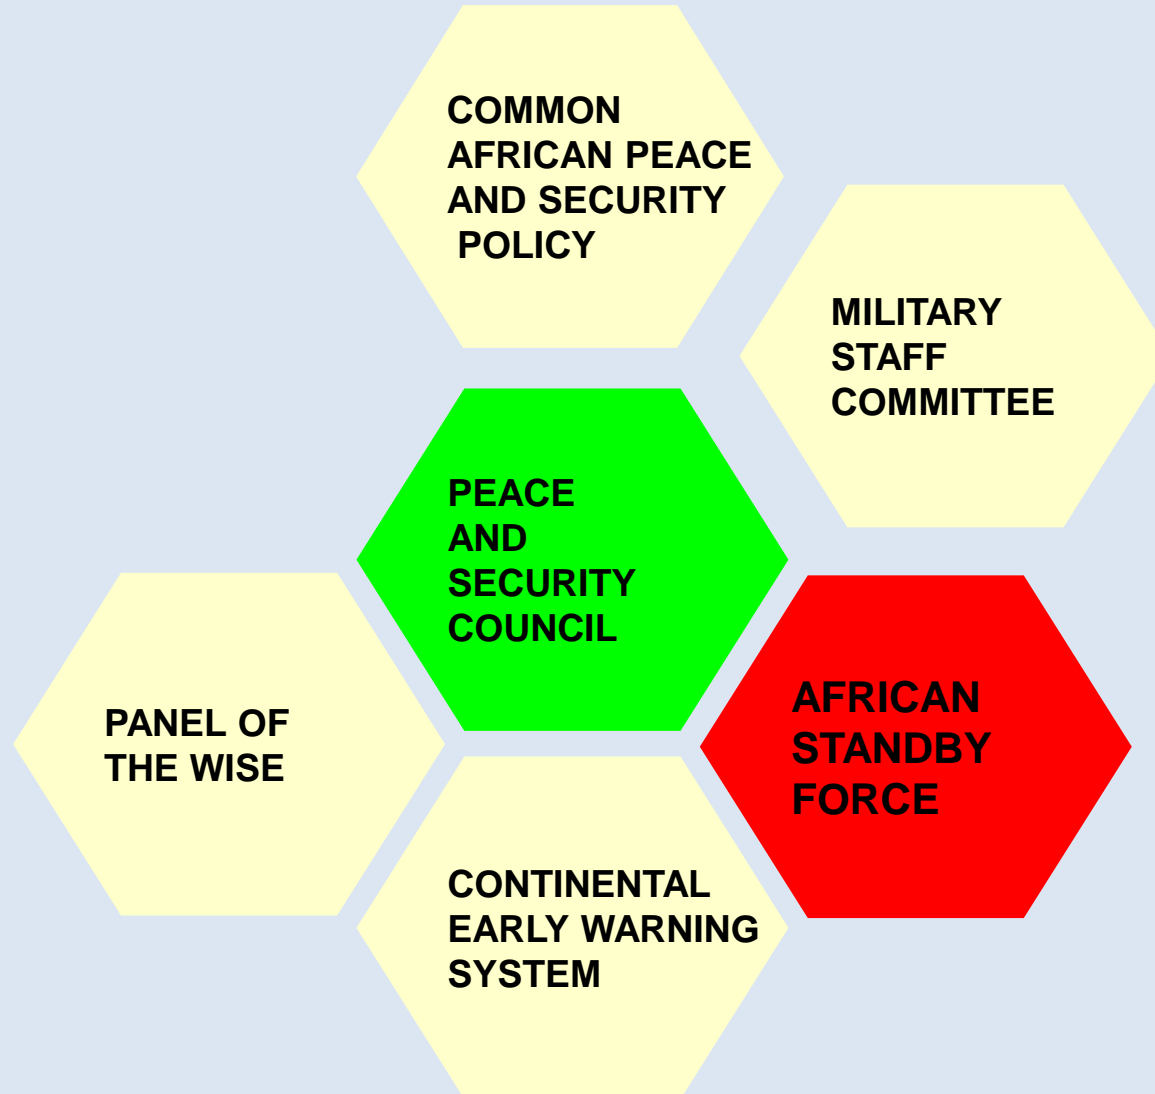 COMMON
AFRICAN PEACE
AND SECURITY
POLICY
MILITARY
STAFF
COMMITTEE
PEACE
AND
SECURITY
COUNCIL
AFRICAN
STANDBY
FORCE
PANEL OF
THE WISE
CONTINENTAL
EARLY WARNING
SYSTEM